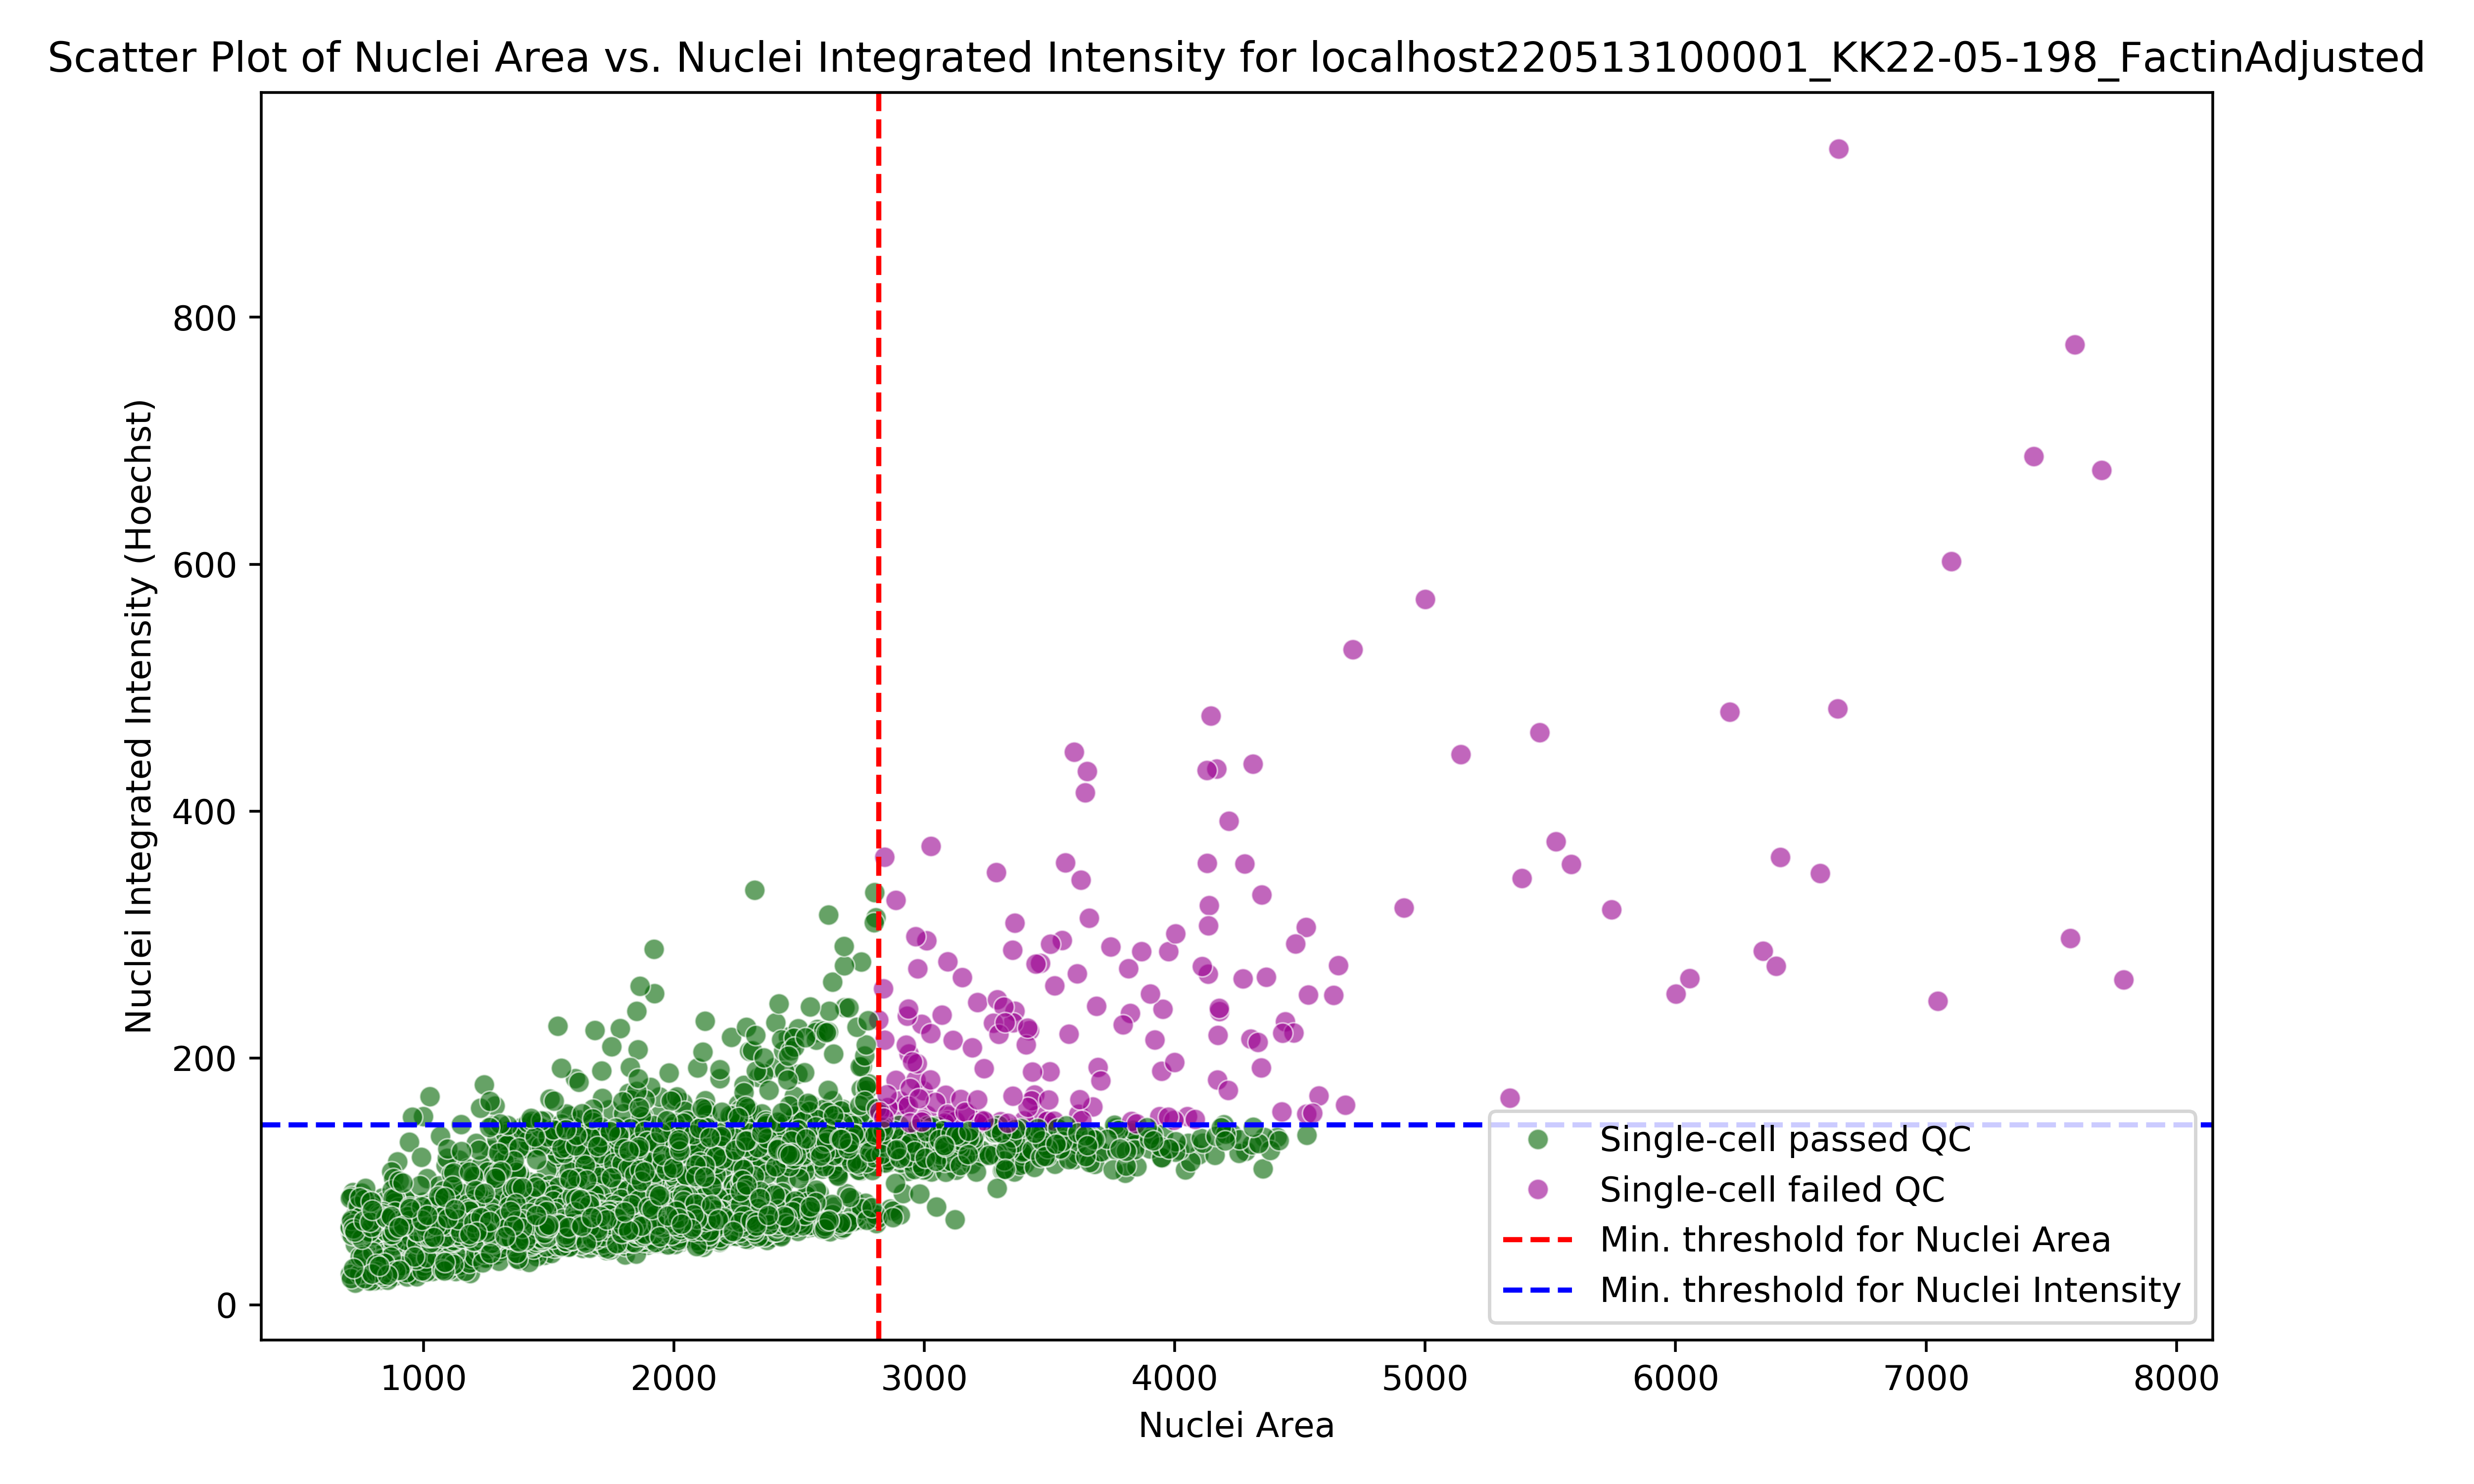 Scatter Plot of Nuclei Area vs. Nuclei Integrated Intensity for localhost220513100001_KK22-05-198_FactinAdjusted
Nuclei Integrated Intensity (Hoechst)
800
600
400
200
0
Single-cell passed QC
Single-cell failed QC
Min. threshold for Nuclei Area
Min. threshold for Nuclei Intensity
1000 2000 3000 4000 5000 6000 7000 8000
Nuclei Area